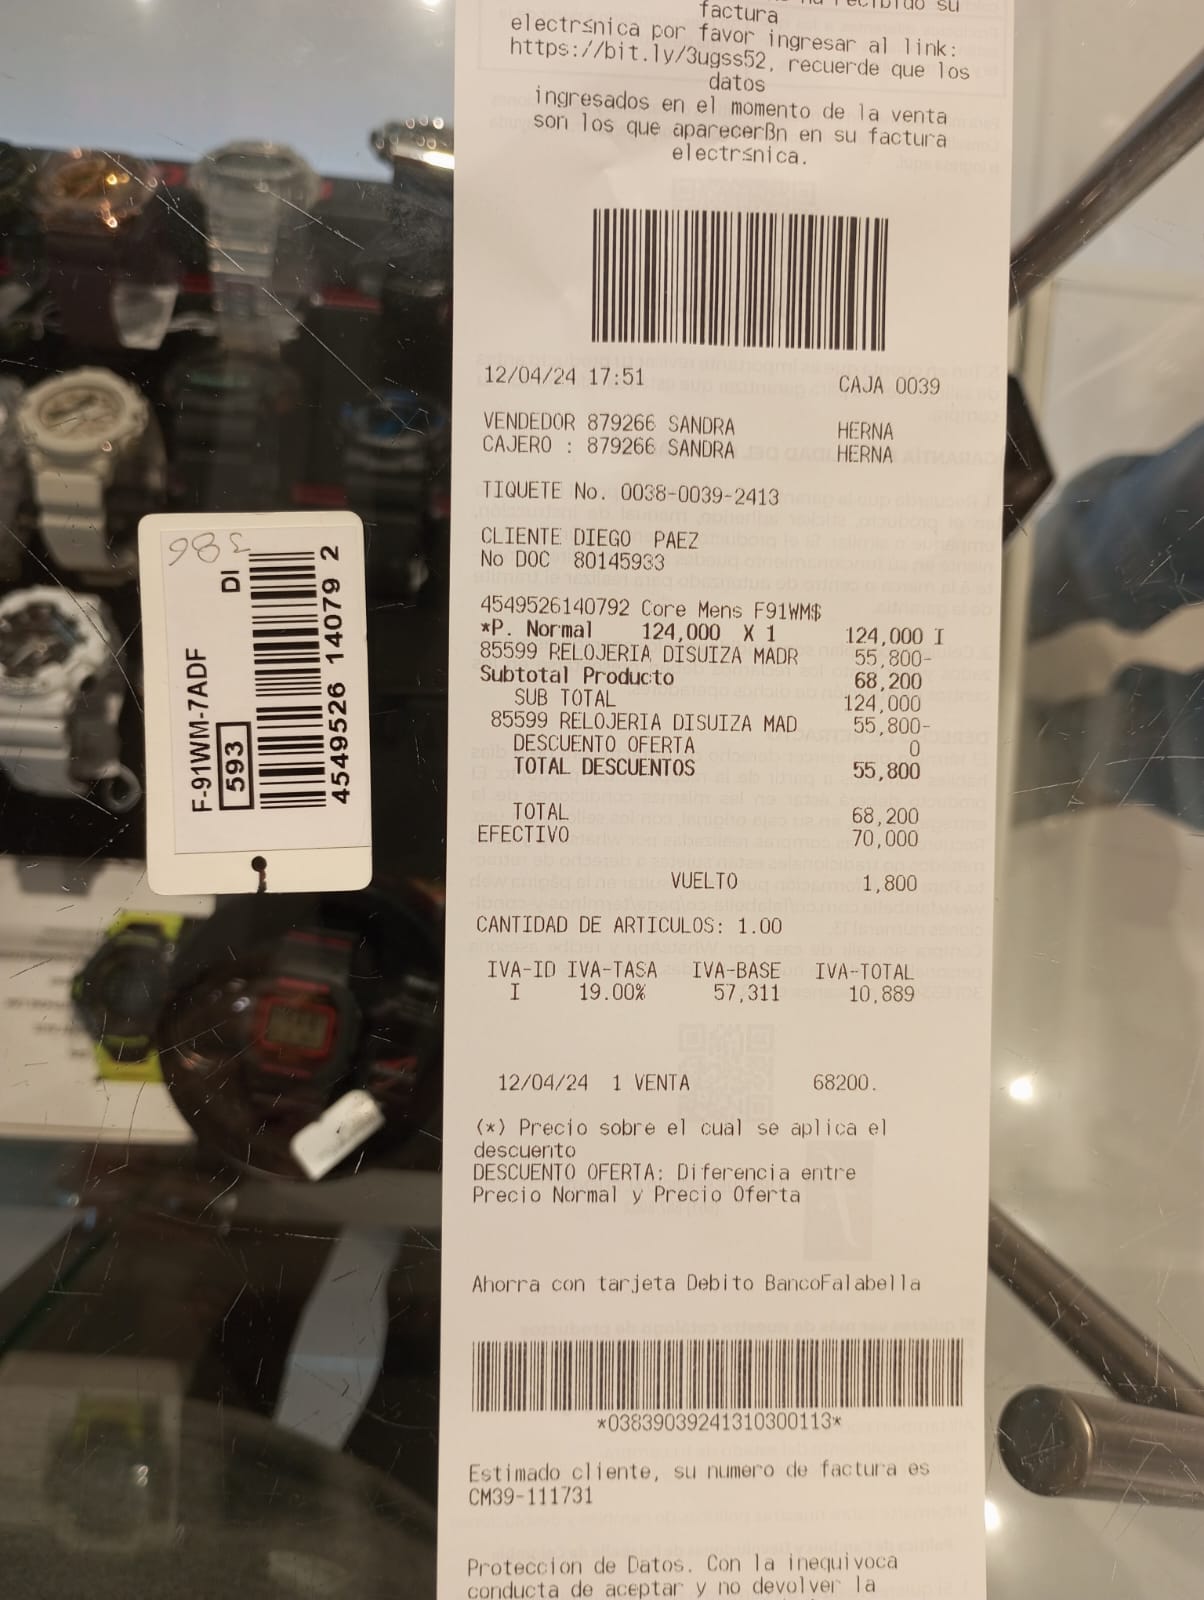 factura
electr≤nica por favor ingresar al link:
https://bit.ly/3ugss52, recuerde que los
datos
ingresados en el momento de la venta
son los que aparecerßn en su factura
electr≤nica.
12/04/24 17:51 CAJA 0039
VENDEDOR 879266 SANDRA HERNA
CAJERO : 879266 SANDRA HERNA
TIQUETE No. 0038-0039-2413
CLIENTE DIEGO PAEZ
No DOC 80145933
4549526140792 Core Mens F91WM$
*P. Normal 124,000 X 1 124,000 I
85599 RELOJERIA DISUIZA MADR 55,800-
Subtotal Producto 68,200
SUB TOTAL 124,000
85599 RELOJERIA DISUIZA MAD 55,800-
DESCUENTO OFERTA 0
TOTAL DESCUENTOS 55,800
TOTAL 68,200
EFECTIVO 70,000
VUELTO 1,800
CANTIDAD DE ARTICULOS: 1.00
IVA-ID IVA-TASA IVA-BASE IVA-TOTAL
I 19.00% 57,311 10,889
12/04/24 1 VENTA 68200.
(*) Precio sobre el cual se aplica el
descuento
DESCUENTO OFERTA: Diferencia entre
Precio Normal y Precio Oferta
Ahorra con tarjeta Debito BancoFalabella
*03839039241310300113*
Estimado cliente, su numero de factura es
CM39-111731
Proteccion de Datos. Con la inequivoca
conducta de aceptar y no devolver la
F-91WM-7ADF
593 DI
4549526 14079 2
386